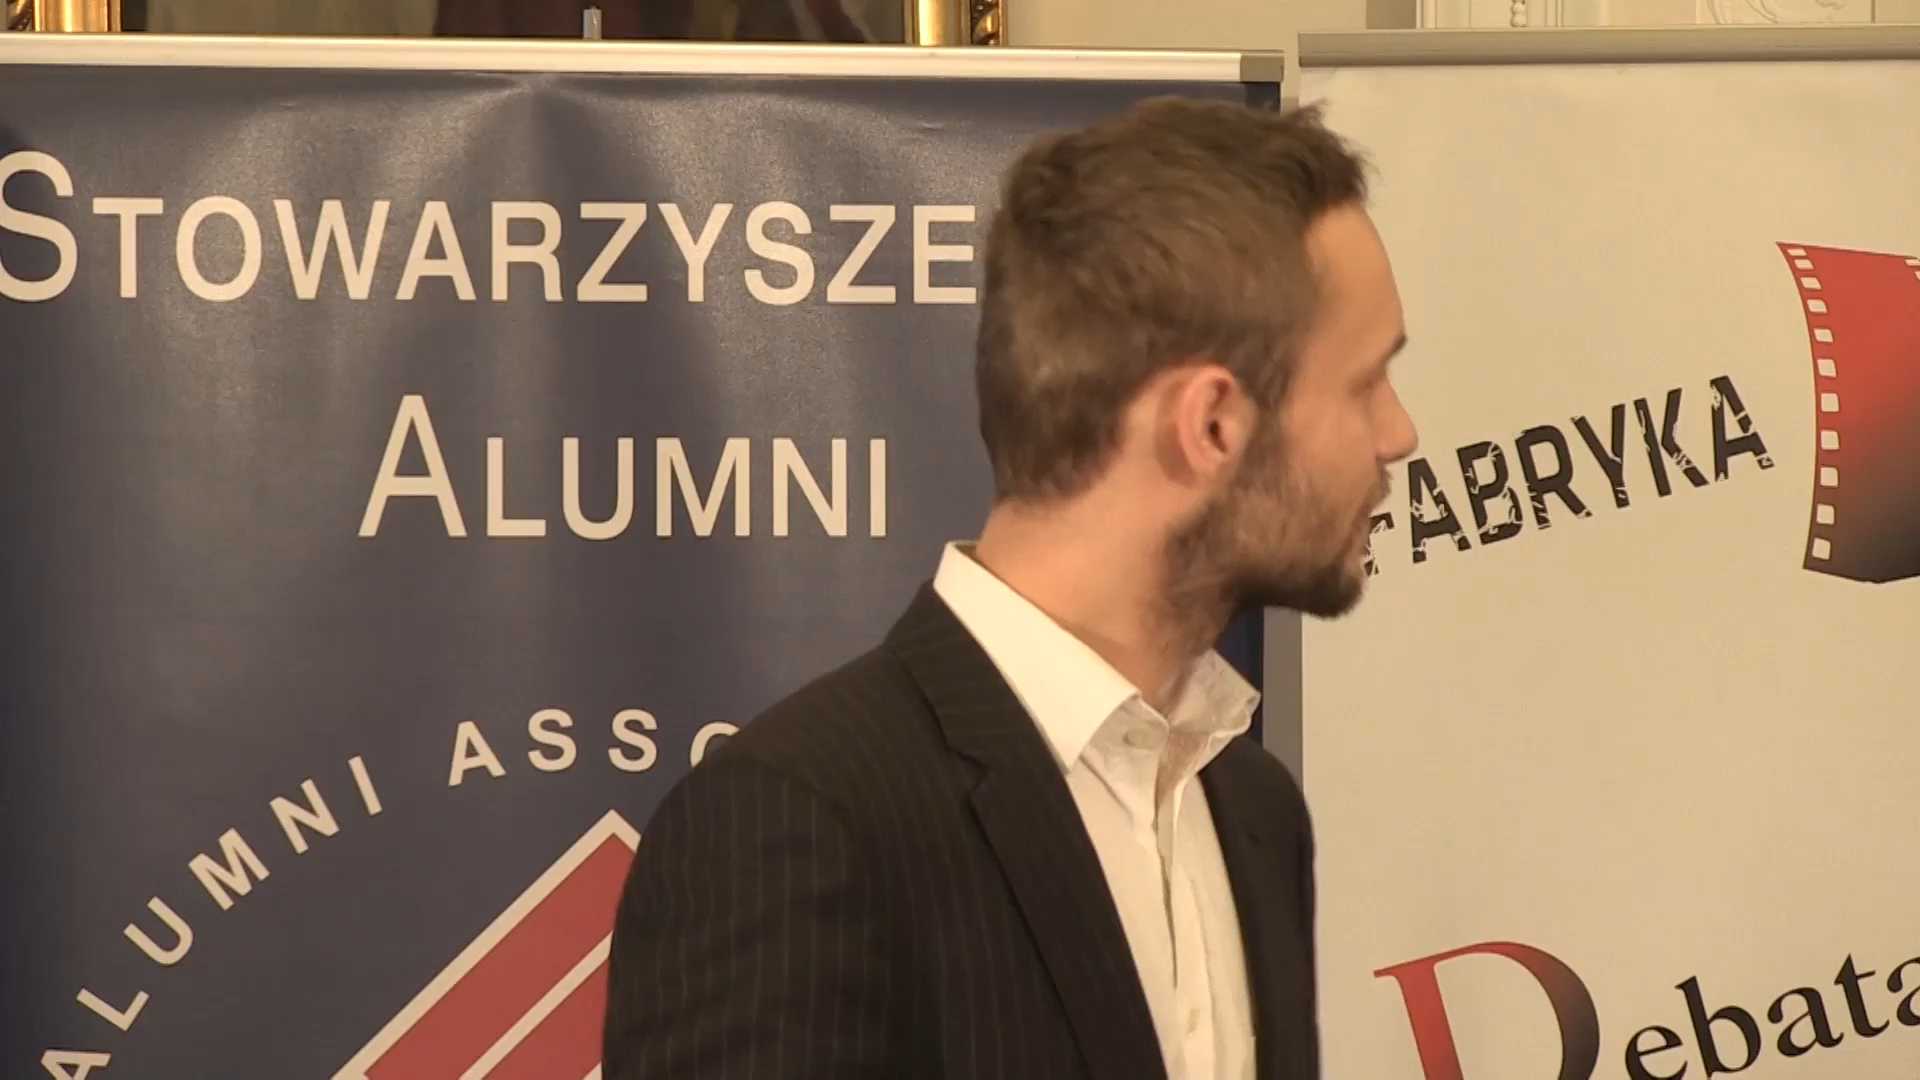 STOWARZYSZE
ALUMNI
ALUMNI ASSO
FABRYKA
Debata